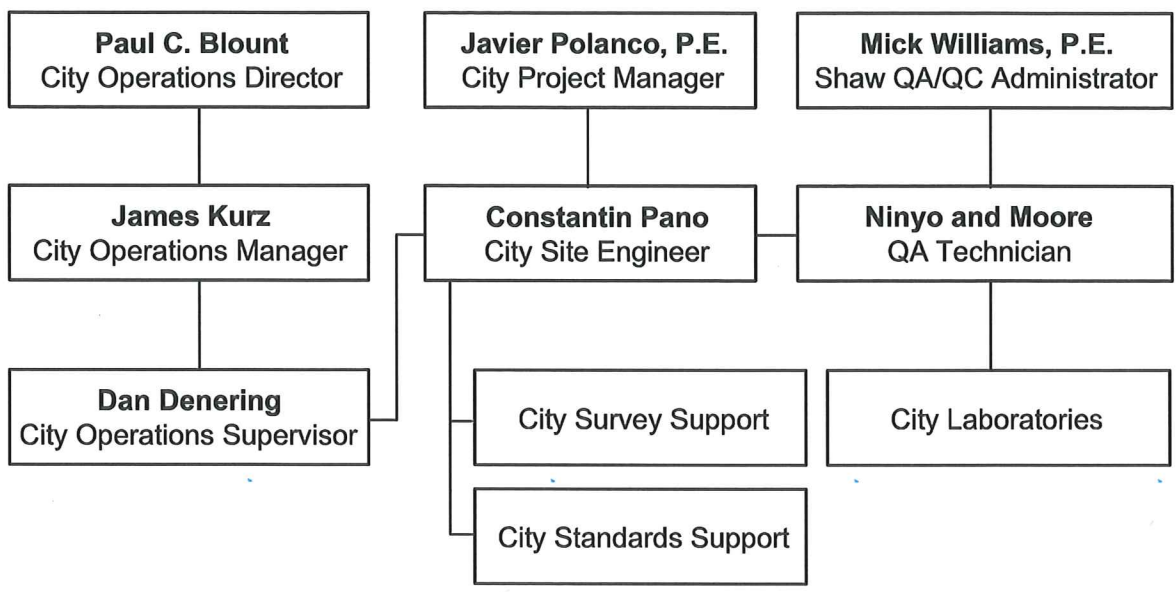 Paul C. Blount
City Operations Director
Javier Polanco, P.E.
City Project Manager
Mick Williams, P.E.
Shaw QA/QC Administrator
James Kurz
City Operations Manager
Constantin Pano
City Site Engineer
Ninyo and Moore
QA Technician
Dan Denering
City Operations Supervisor
City Survey Support
City Laboratories
City Standards Support